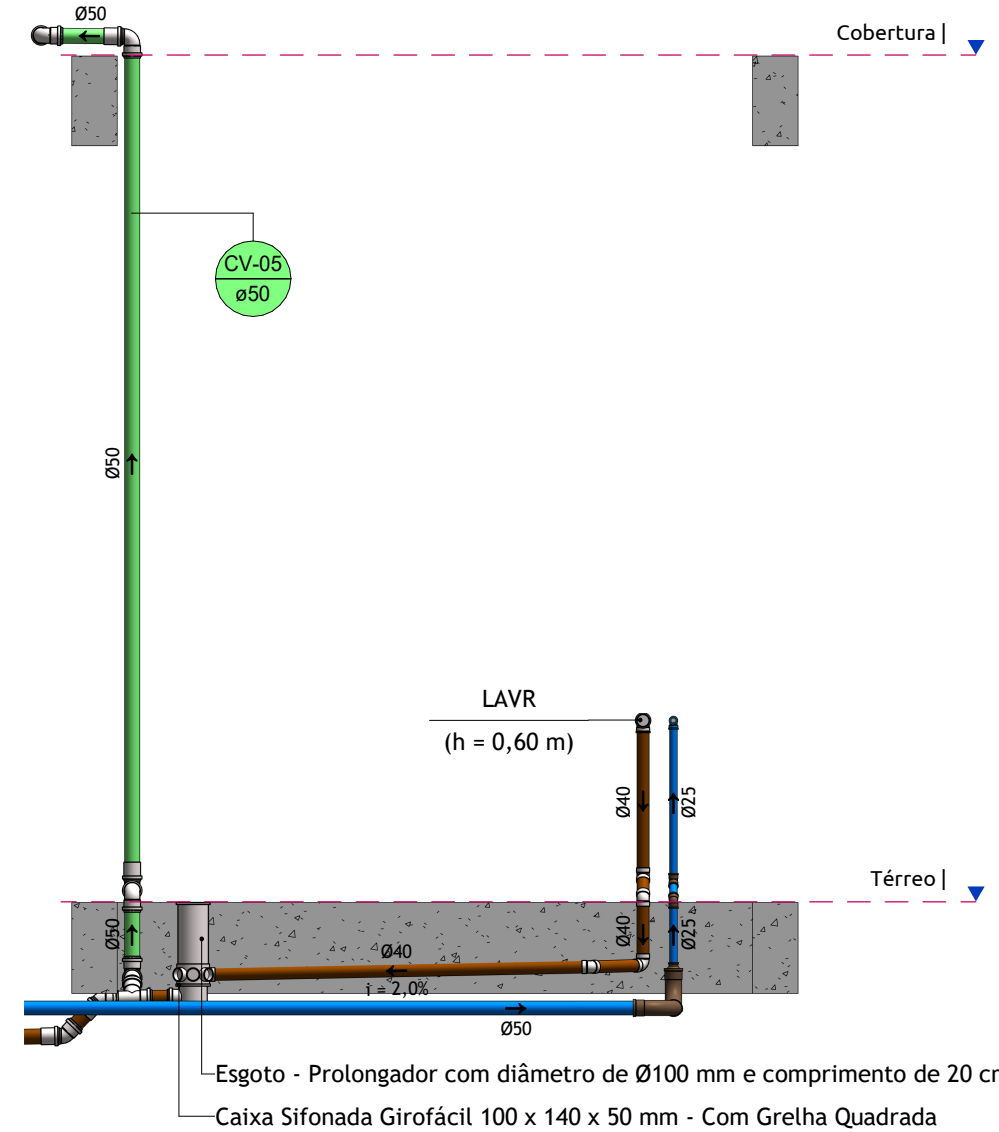 Ø50
Cobertura |
CV-05
ø50
Ø50
LAVR
(h = 0,60 m)
Ø40
Ø25
Térreo |
Ø50
Ø40
Ø40
Ø25
i = 2,0%
Ø50
Esgoto - Prolongador com diâmetro de Ø100 mm e comprimento de 20 cm
Caixa Sifonada Girofácil 100 x 140 x 50 mm - Com Grelha Quadrada